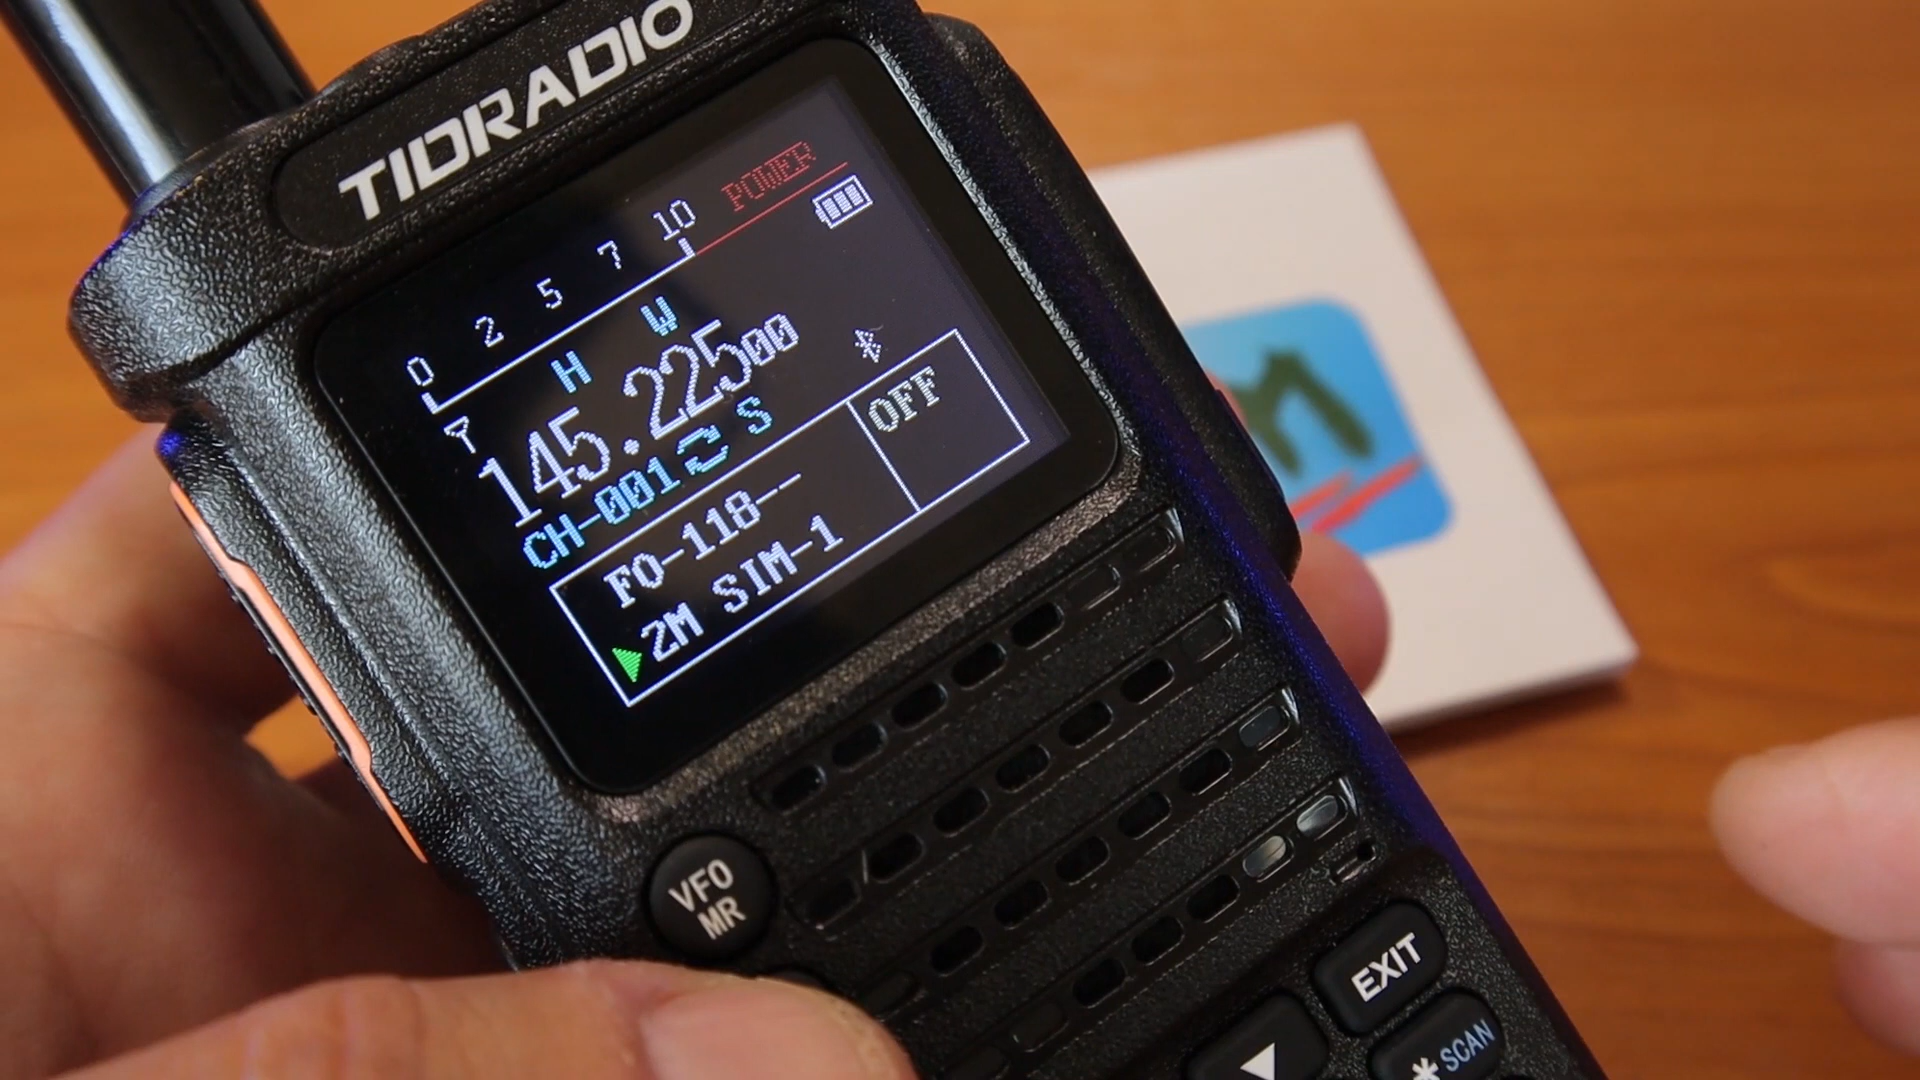 TIDRADIO
POWER
0 2 5 7 10
H W
145.22500
CH-001 S
FO-118--
OFF
2M SIM-1
VFO
MR
EXIT
* SCAN